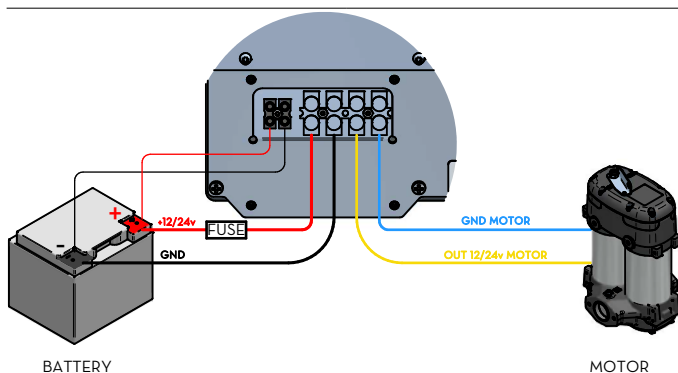 +12/24v
FUSE
GND MOTOR
+
-
GND
OUT 12/24v MOTOR
BATTERY
MOTOR